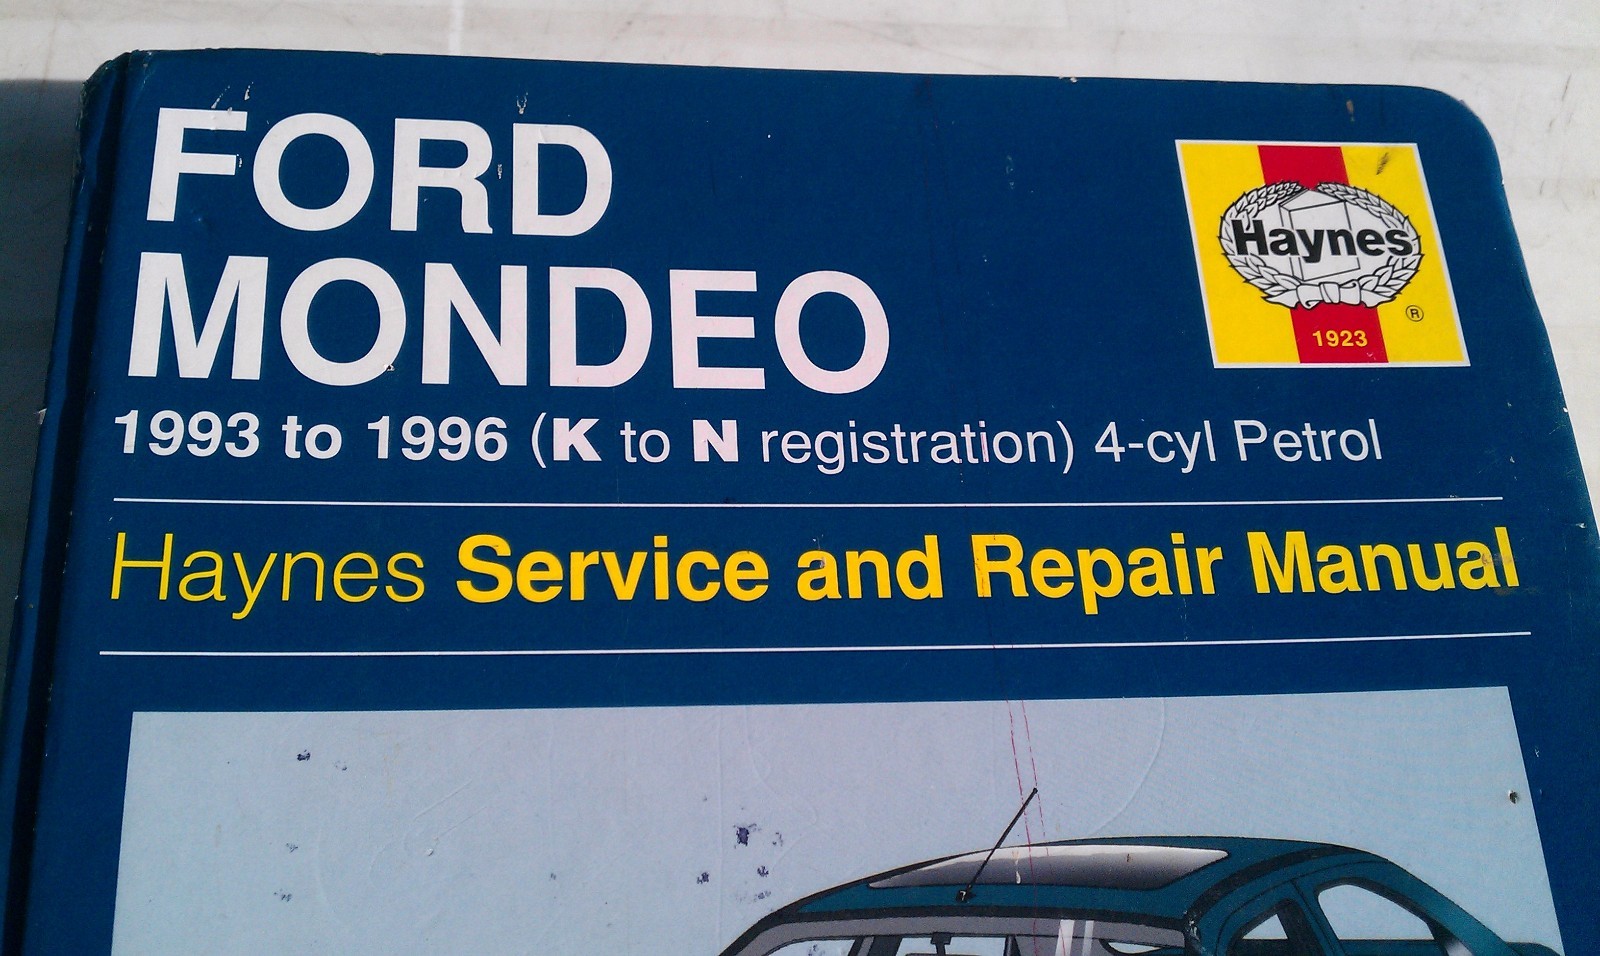 FORD
MONDEO
Haynes
®
1923
1993 to 1996 (K to N registration) 4-cyl Petrol
Haynes Service and Repair Manual